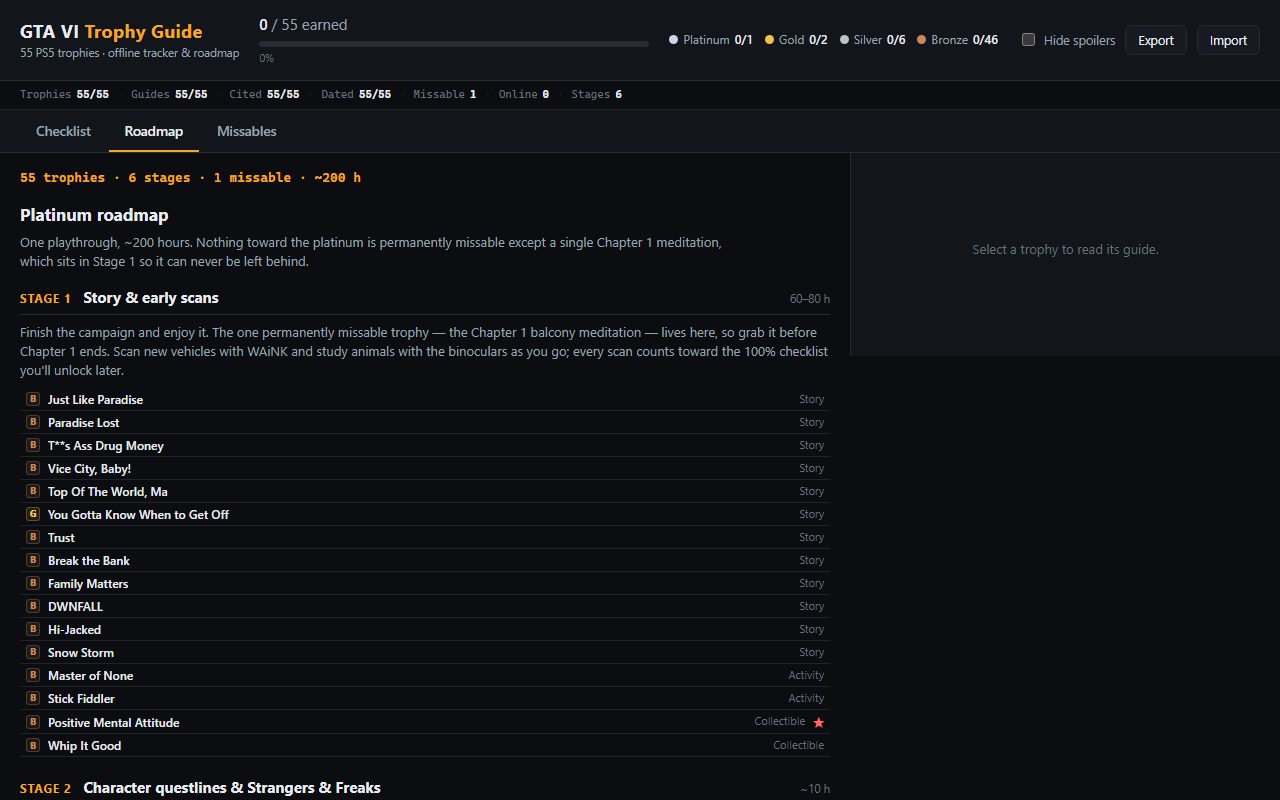 GTA VI Trophy Guide
55 PS5 trophies · offline tracker & roadmap
0 / 55 earned
0%
Platinum 0/1 Gold 0/2 Silver 0/6 Bronze 0/46
Hide spoilers
Export
Import
Trophies 55/55 · Guides 55/55 · Cited 55/55 · Dated 55/55 · Missable 1 · Online 0 · Stages 6
Checklist Roadmap Missables
55 trophies · 6 stages · 1 missable · ~200 h
Platinum roadmap
One playthrough, ~200 hours. Nothing toward the platinum is permanently missable except a single Chapter 1 meditation,
which sits in Stage 1 so it can never be left behind.
STAGE 1 Story & early scans 60–80 h
Finish the campaign and enjoy it. The one permanently missable trophy — the Chapter 1 balcony meditation — lives here, so grab it before
Chapter 1 ends. Scan new vehicles with WAiNK and study animals with the binoculars as you go; every scan counts toward the 100% checklist
you'll unlock later.
B Just Like Paradise Story
B Paradise Lost Story
B T**s Ass Drug Money Story
B Vice City, Baby! Story
B Top Of The World, Ma Story
G You Gotta Know When to Get Off Story
B Trust Story
B Break the Bank Story
B Family Matters Story
B DWNFALL Story
B Hi-Jacked Story
B Snow Storm Story
B Master of None Activity
B Stick Fiddler Activity
B Positive Mental Attitude Collectible ★
B Whip It Good Collectible
STAGE 2 Character questlines & Strangers & Freaks ~10 h
Select a trophy to read its guide.